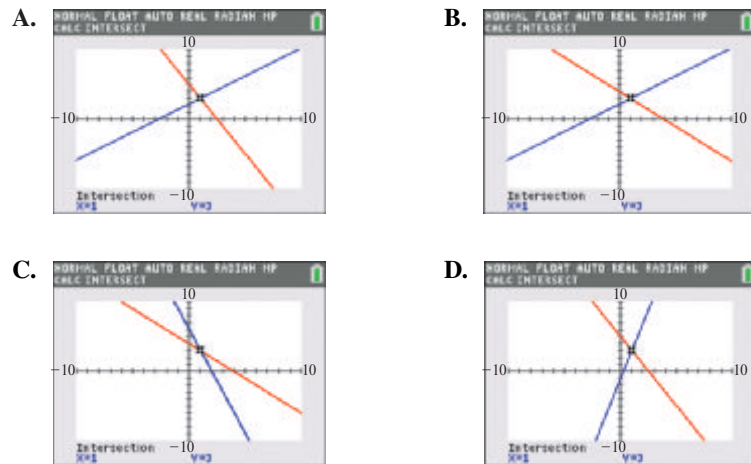 A.
NORMAL FLOAT AUTO REAL RADIAN MP
CALC INTERSECT
10
−10
10
−10
Intersection
X=1 Y=3
B.
NORMAL FLOAT AUTO REAL RADIAN MP
CALC INTERSECT
10
−10
10
−10
Intersection
X=1 Y=3
C.
NORMAL FLOAT AUTO REAL RADIAN MP
CALC INTERSECT
10
−10
10
−10
Intersection
X=1 Y=3
D.
NORMAL FLOAT AUTO REAL RADIAN MP
CALC INTERSECT
10
−10
10
−10
Intersection
X=1 Y=3